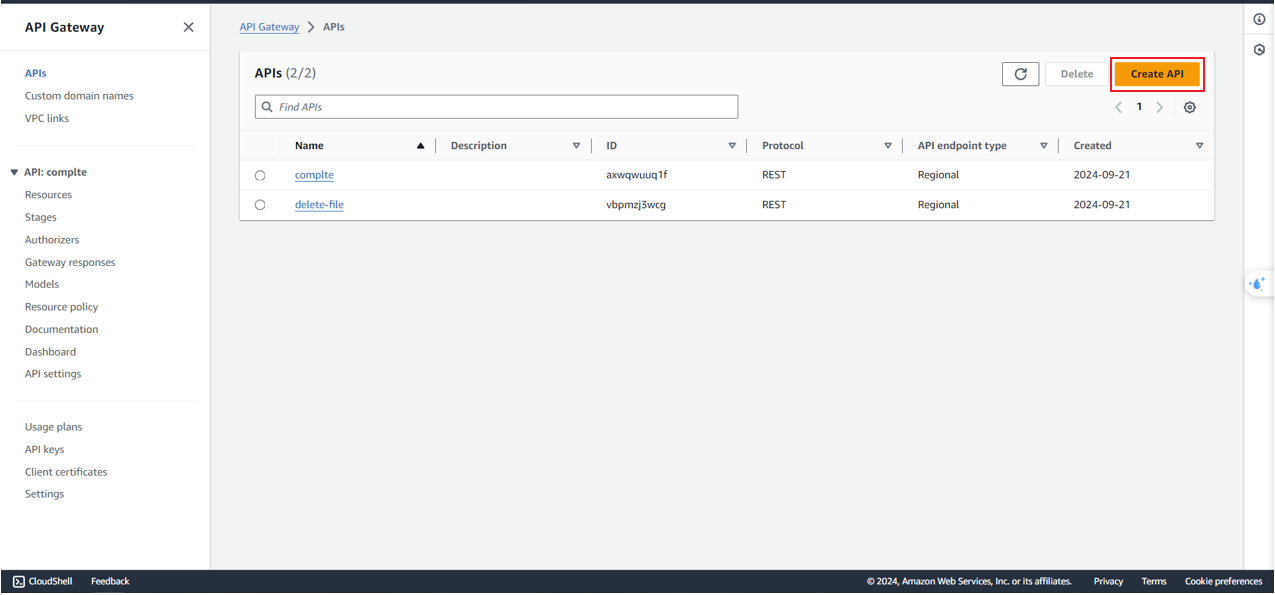 API Gateway
APIs
Custom domain names
VPC links
API: complte
Resources
Stages
Authorizers
Gateway responses
Models
Resource policy
Documentation
Dashboard
API settings
Usage plans
API keys
Client certificates
Settings
API Gateway > APIs
APIs (2/2)
Delete
Create API
Find APIs
1
Name Description ID Protocol API endpoint type Created
complte axwqwuuq1f REST Regional 2024-09-21
delete-file vbpmzj3wcg REST Regional 2024-09-21
CloudShell Feedback © 2024, Amazon Web Services, Inc. or its affiliates. Privacy Terms Cookie preferences